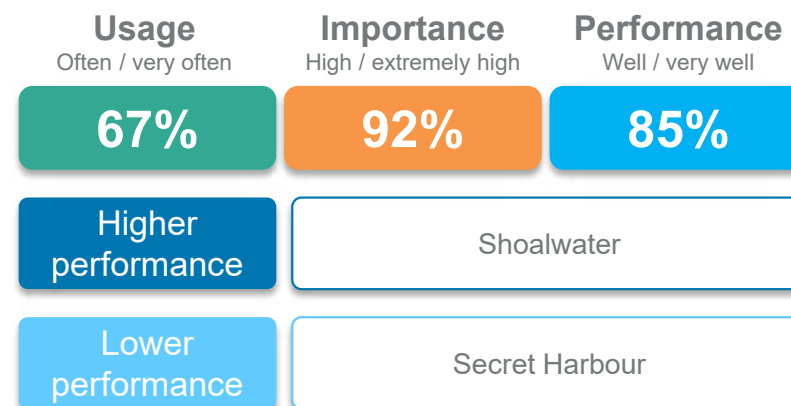 Usage Importance Performance
Often / very often High / extremely high Well / very well
67% 92% 85%
Higher
performance
Shoalwater
Lower
performance
Secret Harbour